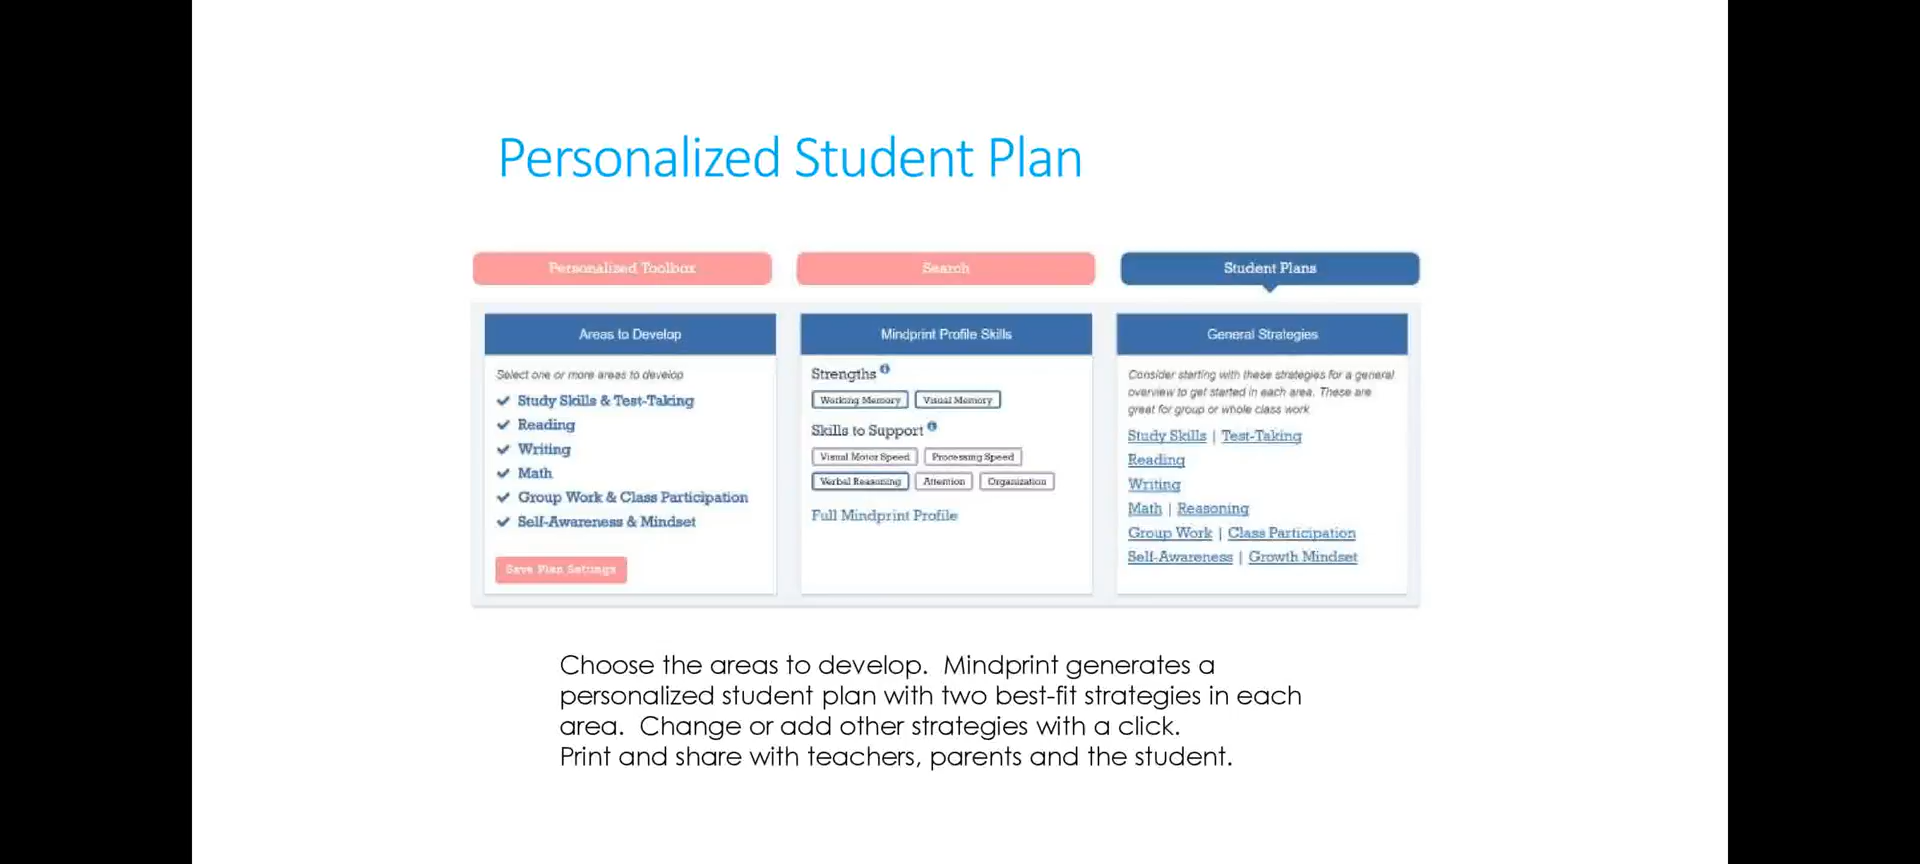 Personalized Student Plan
Personalized Toolbox
Search
Student Plans
Areas to Develop
Select one or more areas to develop
Study Skills & Test-Taking
Reading
Writing
Math
Group Work & Class Participation
Self-Awareness & Mindset
Save Plan Settings
Mindprint Profile Skills
Strengths
Working Memory
Visual Memory
Skills to Support
Visual Motor Speed
Processing Speed
Verbal Reasoning
Attention
Organization
Full Mindprint Profile
General Strategies
Consider starting with these strategies for a general
overview to get started in each area. These are
great for group or whole class work
Study Skills | Test-Taking
Reading
Writing
Math | Reasoning
Group Work | Class Participation
Self-Awareness | Growth Mindset
Choose the areas to develop. Mindprint generates a
personalized student plan with two best-fit strategies in each
area. Change or add other strategies with a click.
Print and share with teachers, parents and the student.